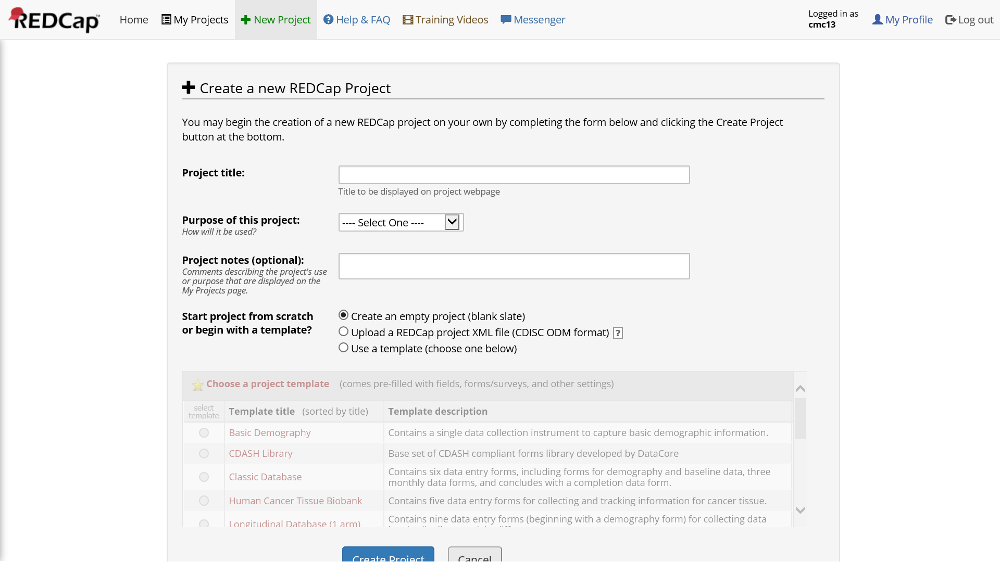 REDCap™
Home
My Projects
New Project
Help & FAQ
Training Videos
Messenger
Logged in as
cmc13
My Profile
Log out
Create a new REDCap Project
You may begin the creation of a new REDCap project on your own by completing the form below and clicking the Create Project
button at the bottom.
Project title:
Title to be displayed on project webpage
Purpose of this project:
How will it be used?
---- Select One ----
Project notes (optional):
Comments describing the project's use
or purpose that are displayed on the
My Projects page.
Start project from scratch
or begin with a template?
Create an empty project (blank slate)
Upload a REDCap project XML file (CDISC ODM format) ?
Use a template (choose one below)
Choose a project template (comes pre-filled with fields, forms/surveys, and other settings)
select
template
Template title (sorted by title)
Template description
Basic Demography
Contains a single data collection instrument to capture basic demographic information.
CDASH Library
Base set of CDASH compliant forms library developed by DataCore
Classic Database
Contains six data entry forms, including forms for demography and baseline data, three
monthly data forms, and concludes with a completion data form.
Human Cancer Tissue Biobank
Contains five data entry forms for collecting and tracking information for cancer tissue.
Longitudinal Database (1 arm)
Contains nine data entry forms (beginning with a demography form) for collecting data
Create Project
Cancel